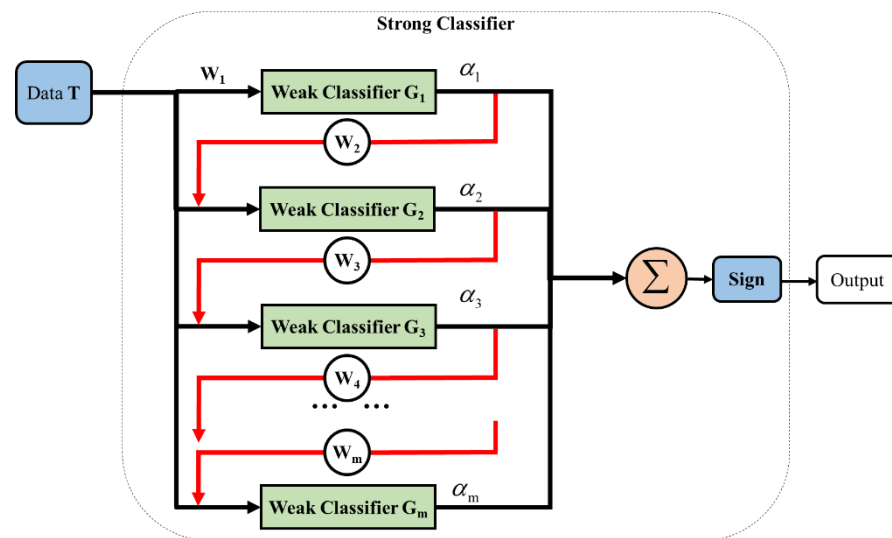 Strong Classifier
Data T
W₁
Weak Classifier G₁
α₁
W₂
Weak Classifier G₂
α₂
W₃
Weak Classifier G₃
α₃
W₄
... ...
Wₘ
Weak Classifier Gₘ
αₘ
Σ
Sign
Output